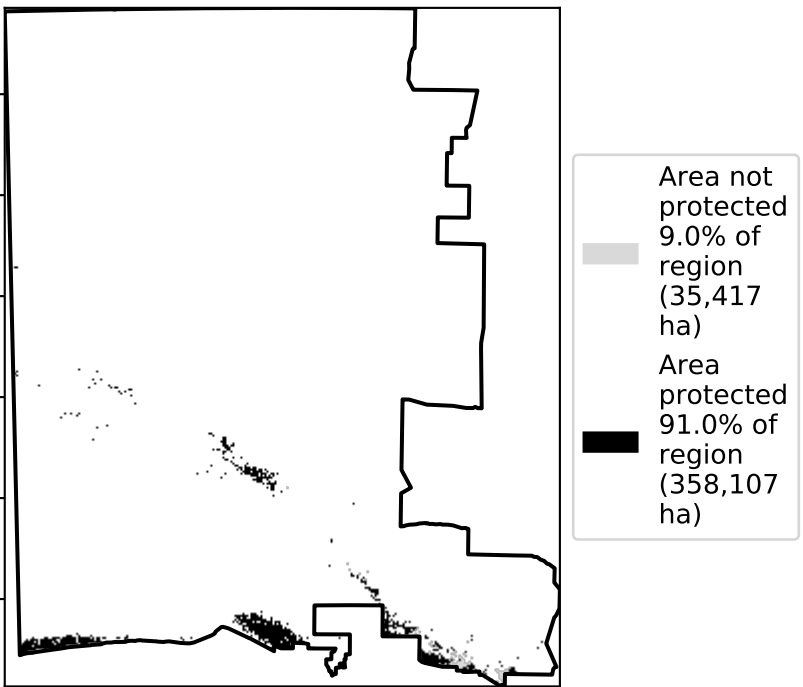 Area not
protected
9.0% of
region
(35,417
ha)
Area
protected
91.0% of
region
(358,107
ha)